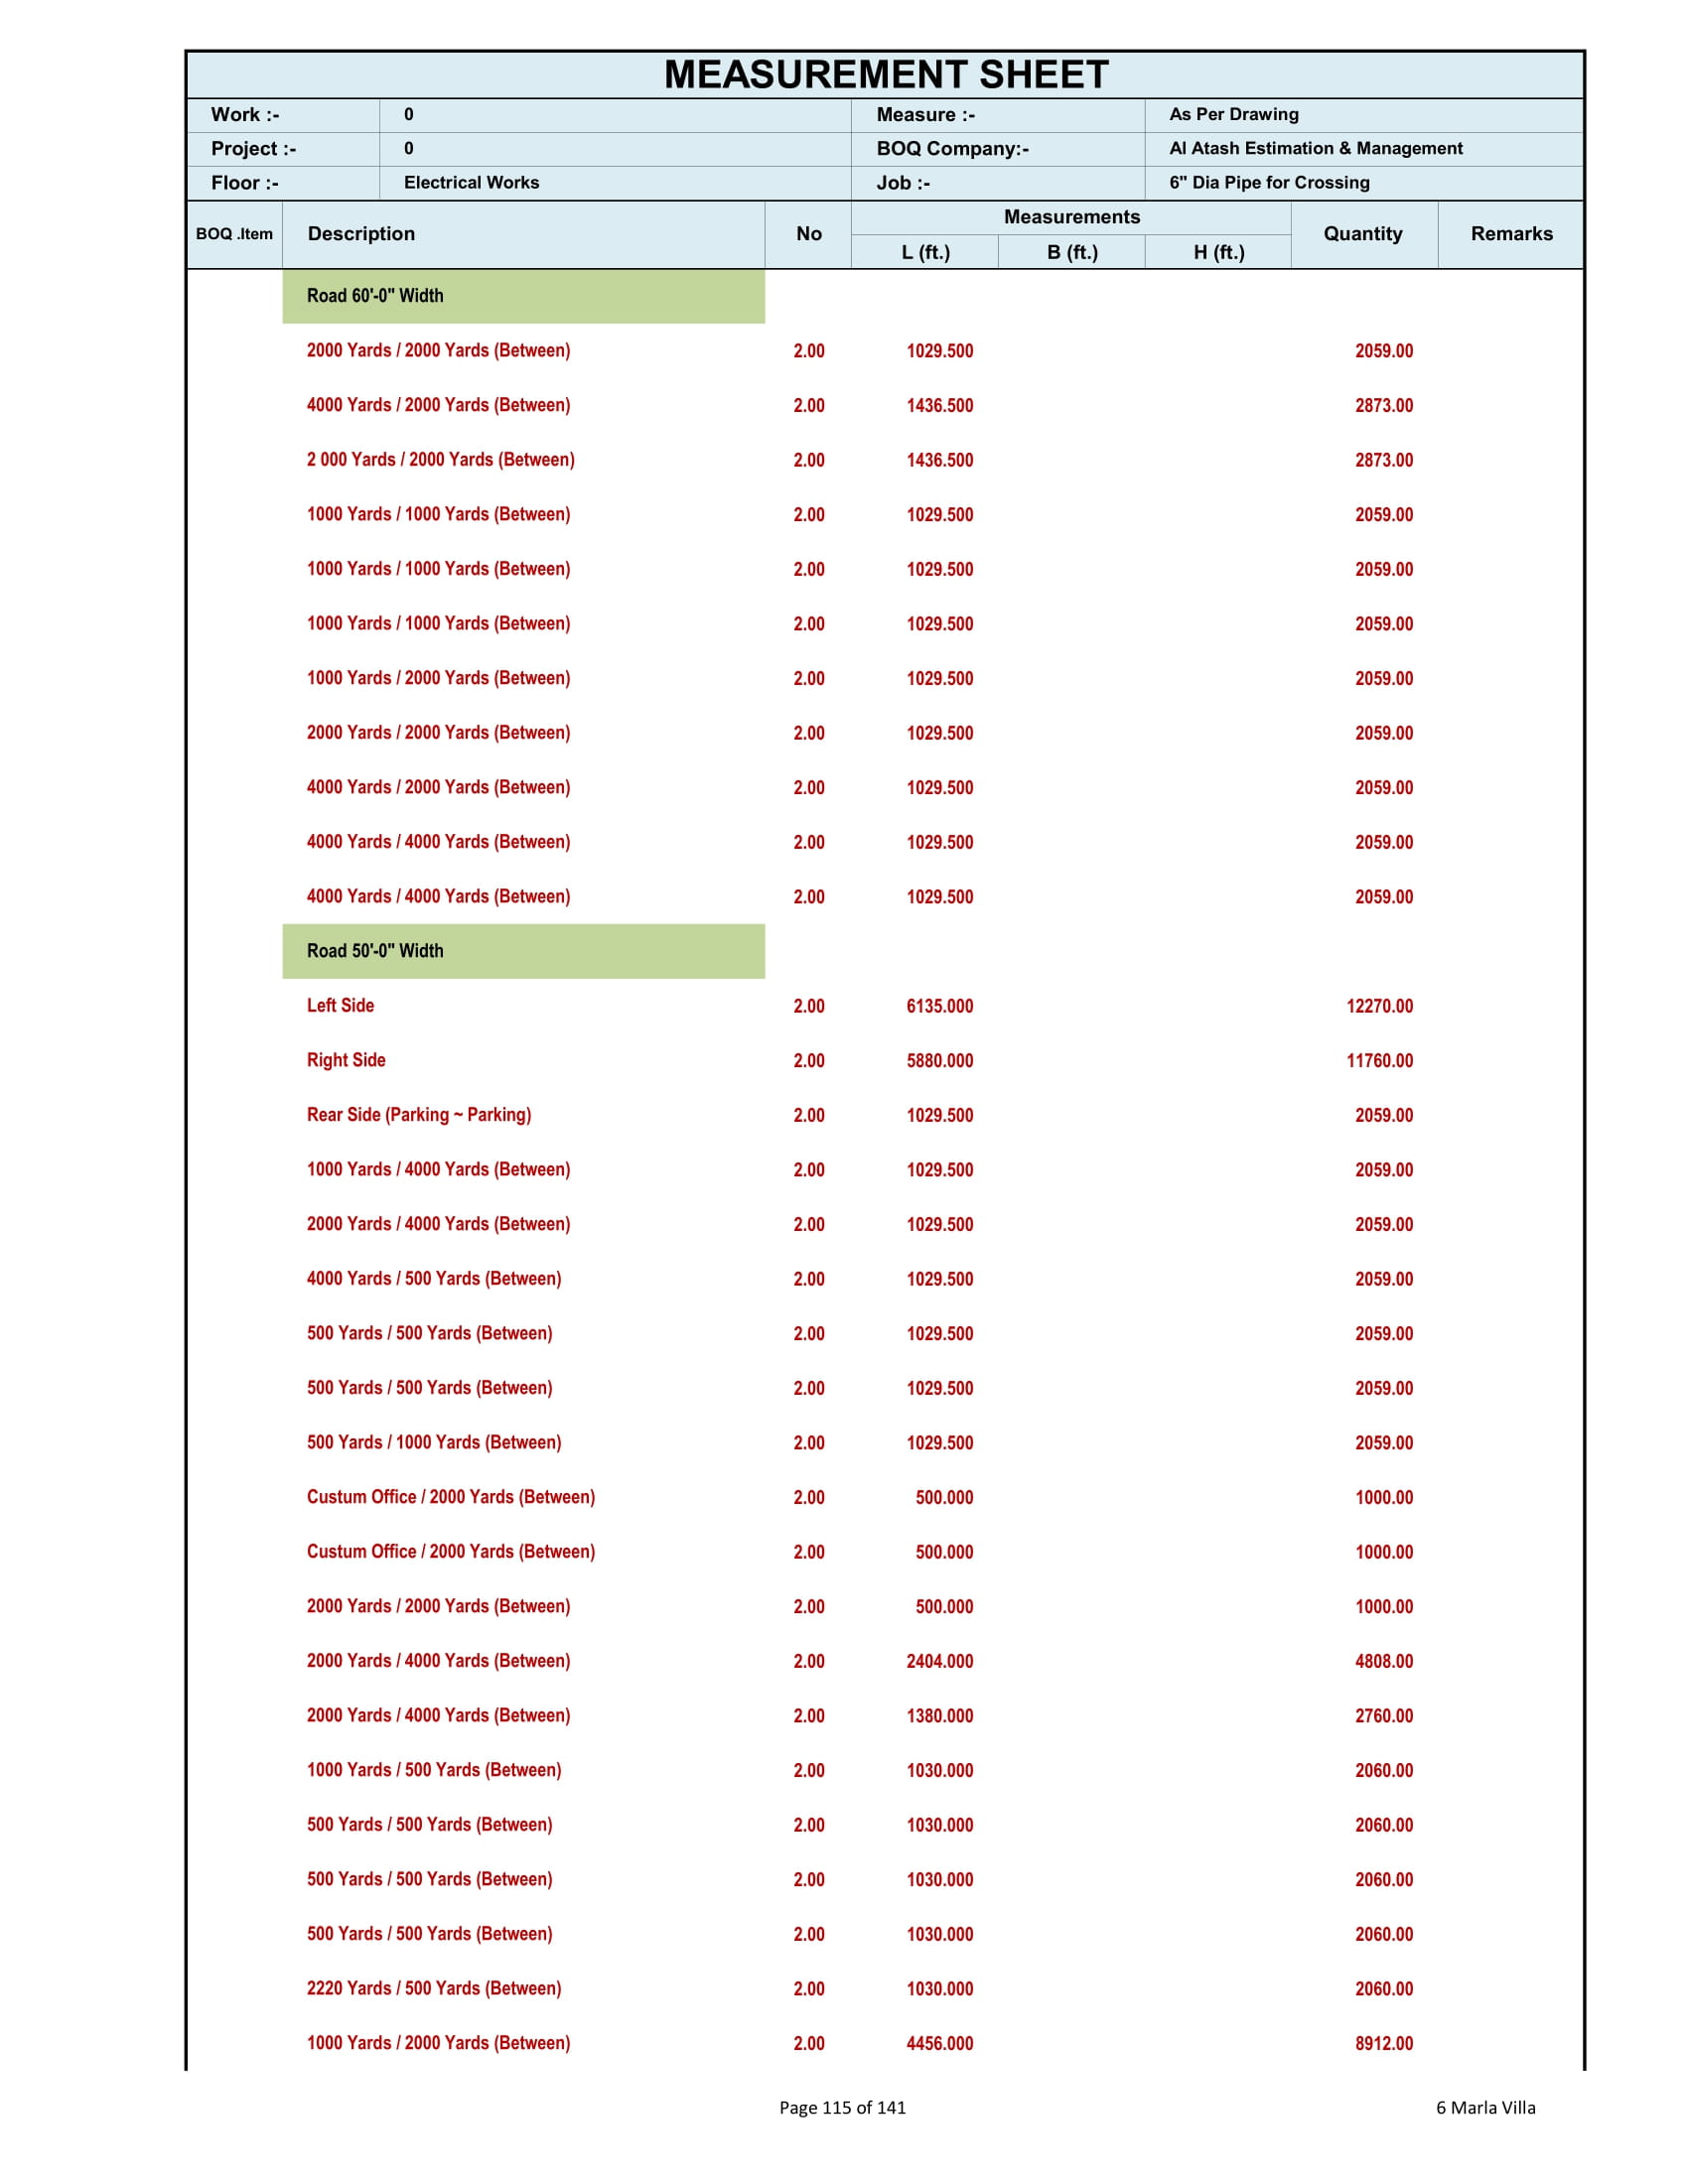 MEASUREMENT SHEET
Work :- 0 Measure :- As Per Drawing
Project :- 0 BOQ Company:- Al Atash Estimation & Management
Floor :- Electrical Works Job :- 6" Dia Pipe for Crossing
BOQ .Item Description No Measurements Quantity Remarks
L (ft.) B (ft.) H (ft.)
Road 60'-0" Width
2000 Yards / 2000 Yards (Between) 2.00 1029.500 2059.00
4000 Yards / 2000 Yards (Between) 2.00 1436.500 2873.00
2 000 Yards / 2000 Yards (Between) 2.00 1436.500 2873.00
1000 Yards / 1000 Yards (Between) 2.00 1029.500 2059.00
1000 Yards / 1000 Yards (Between) 2.00 1029.500 2059.00
1000 Yards / 1000 Yards (Between) 2.00 1029.500 2059.00
1000 Yards / 2000 Yards (Between) 2.00 1029.500 2059.00
2000 Yards / 2000 Yards (Between) 2.00 1029.500 2059.00
4000 Yards / 2000 Yards (Between) 2.00 1029.500 2059.00
4000 Yards / 4000 Yards (Between) 2.00 1029.500 2059.00
4000 Yards / 4000 Yards (Between) 2.00 1029.500 2059.00
Road 50'-0" Width
Left Side 2.00 6135.000 12270.00
Right Side 2.00 5880.000 11760.00
Rear Side (Parking ~ Parking) 2.00 1029.500 2059.00
1000 Yards / 4000 Yards (Between) 2.00 1029.500 2059.00
2000 Yards / 4000 Yards (Between) 2.00 1029.500 2059.00
4000 Yards / 500 Yards (Between) 2.00 1029.500 2059.00
500 Yards / 500 Yards (Between) 2.00 1029.500 2059.00
500 Yards / 500 Yards (Between) 2.00 1029.500 2059.00
500 Yards / 1000 Yards (Between) 2.00 1029.500 2059.00
Custum Office / 2000 Yards (Between) 2.00 500.000 1000.00
Custum Office / 2000 Yards (Between) 2.00 500.000 1000.00
2000 Yards / 2000 Yards (Between) 2.00 500.000 1000.00
2000 Yards / 4000 Yards (Between) 2.00 2404.000 4808.00
2000 Yards / 4000 Yards (Between) 2.00 1380.000 2760.00
1000 Yards / 500 Yards (Between) 2.00 1030.000 2060.00
500 Yards / 500 Yards (Between) 2.00 1030.000 2060.00
500 Yards / 500 Yards (Between) 2.00 1030.000 2060.00
500 Yards / 500 Yards (Between) 2.00 1030.000 2060.00
2220 Yards / 500 Yards (Between) 2.00 1030.000 2060.00
1000 Yards / 2000 Yards (Between) 2.00 4456.000 8912.00
Page 115 of 141 6 Marla Villa